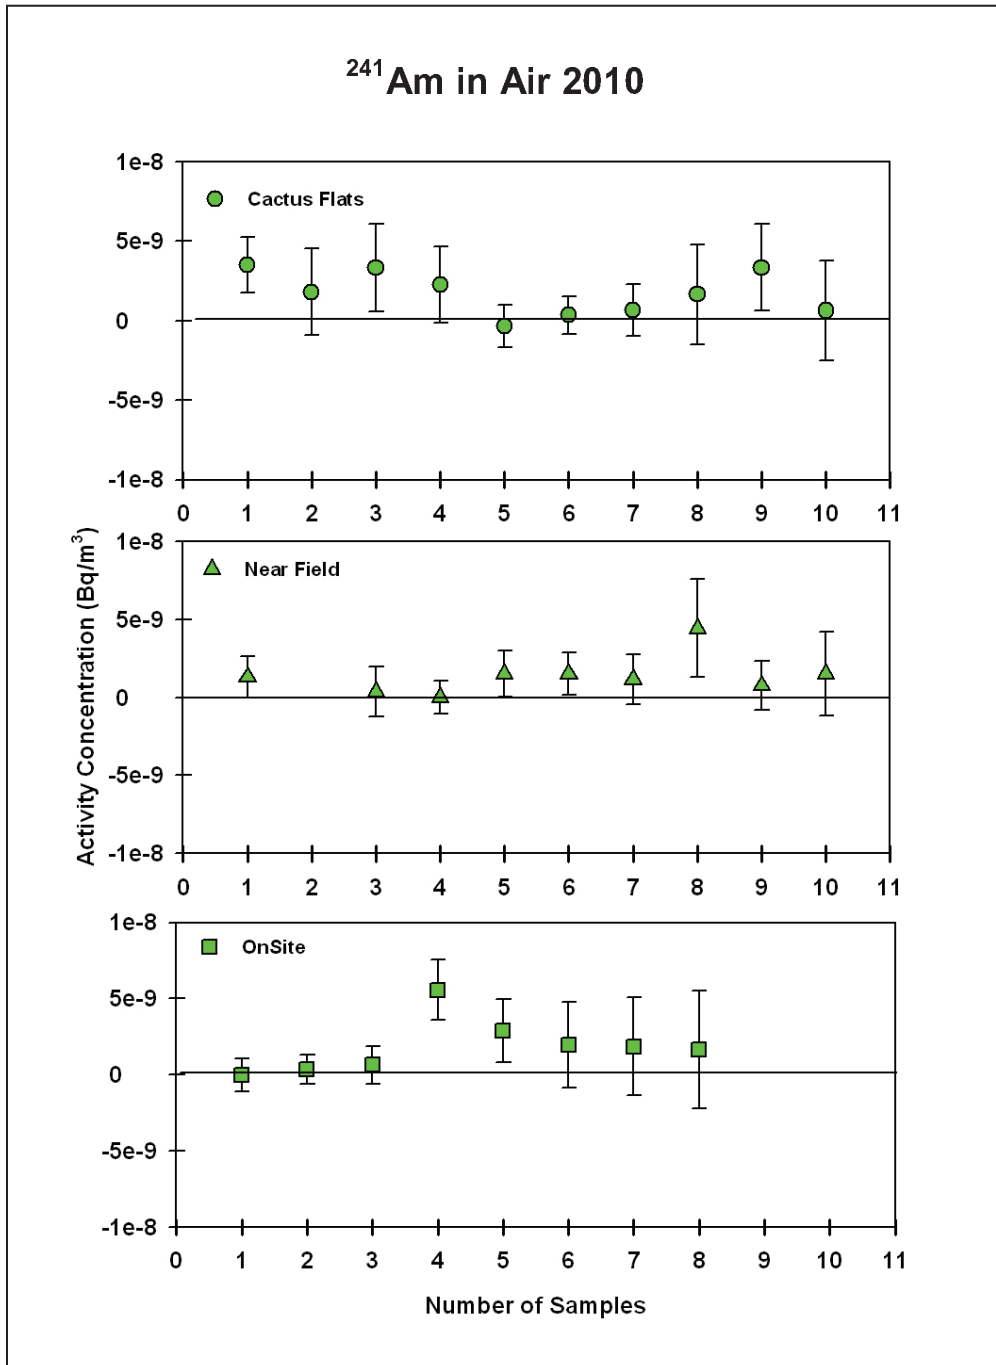 241Am in Air 2010
1e-8
Cactus Flats
5e-9
0
-5e-9
-1e-8
0 1 2 3 4 5 6 7 8 9 10 11
Activity Concentration (Bq/m3)
1e-8
Near Field
5e-9
0
-5e-9
-1e-8
0 1 2 3 4 5 6 7 8 9 10 11
1e-8
OnSite
5e-9
0
-5e-9
-1e-8
0 1 2 3 4 5 6 7 8 9 10 11
Number of Samples